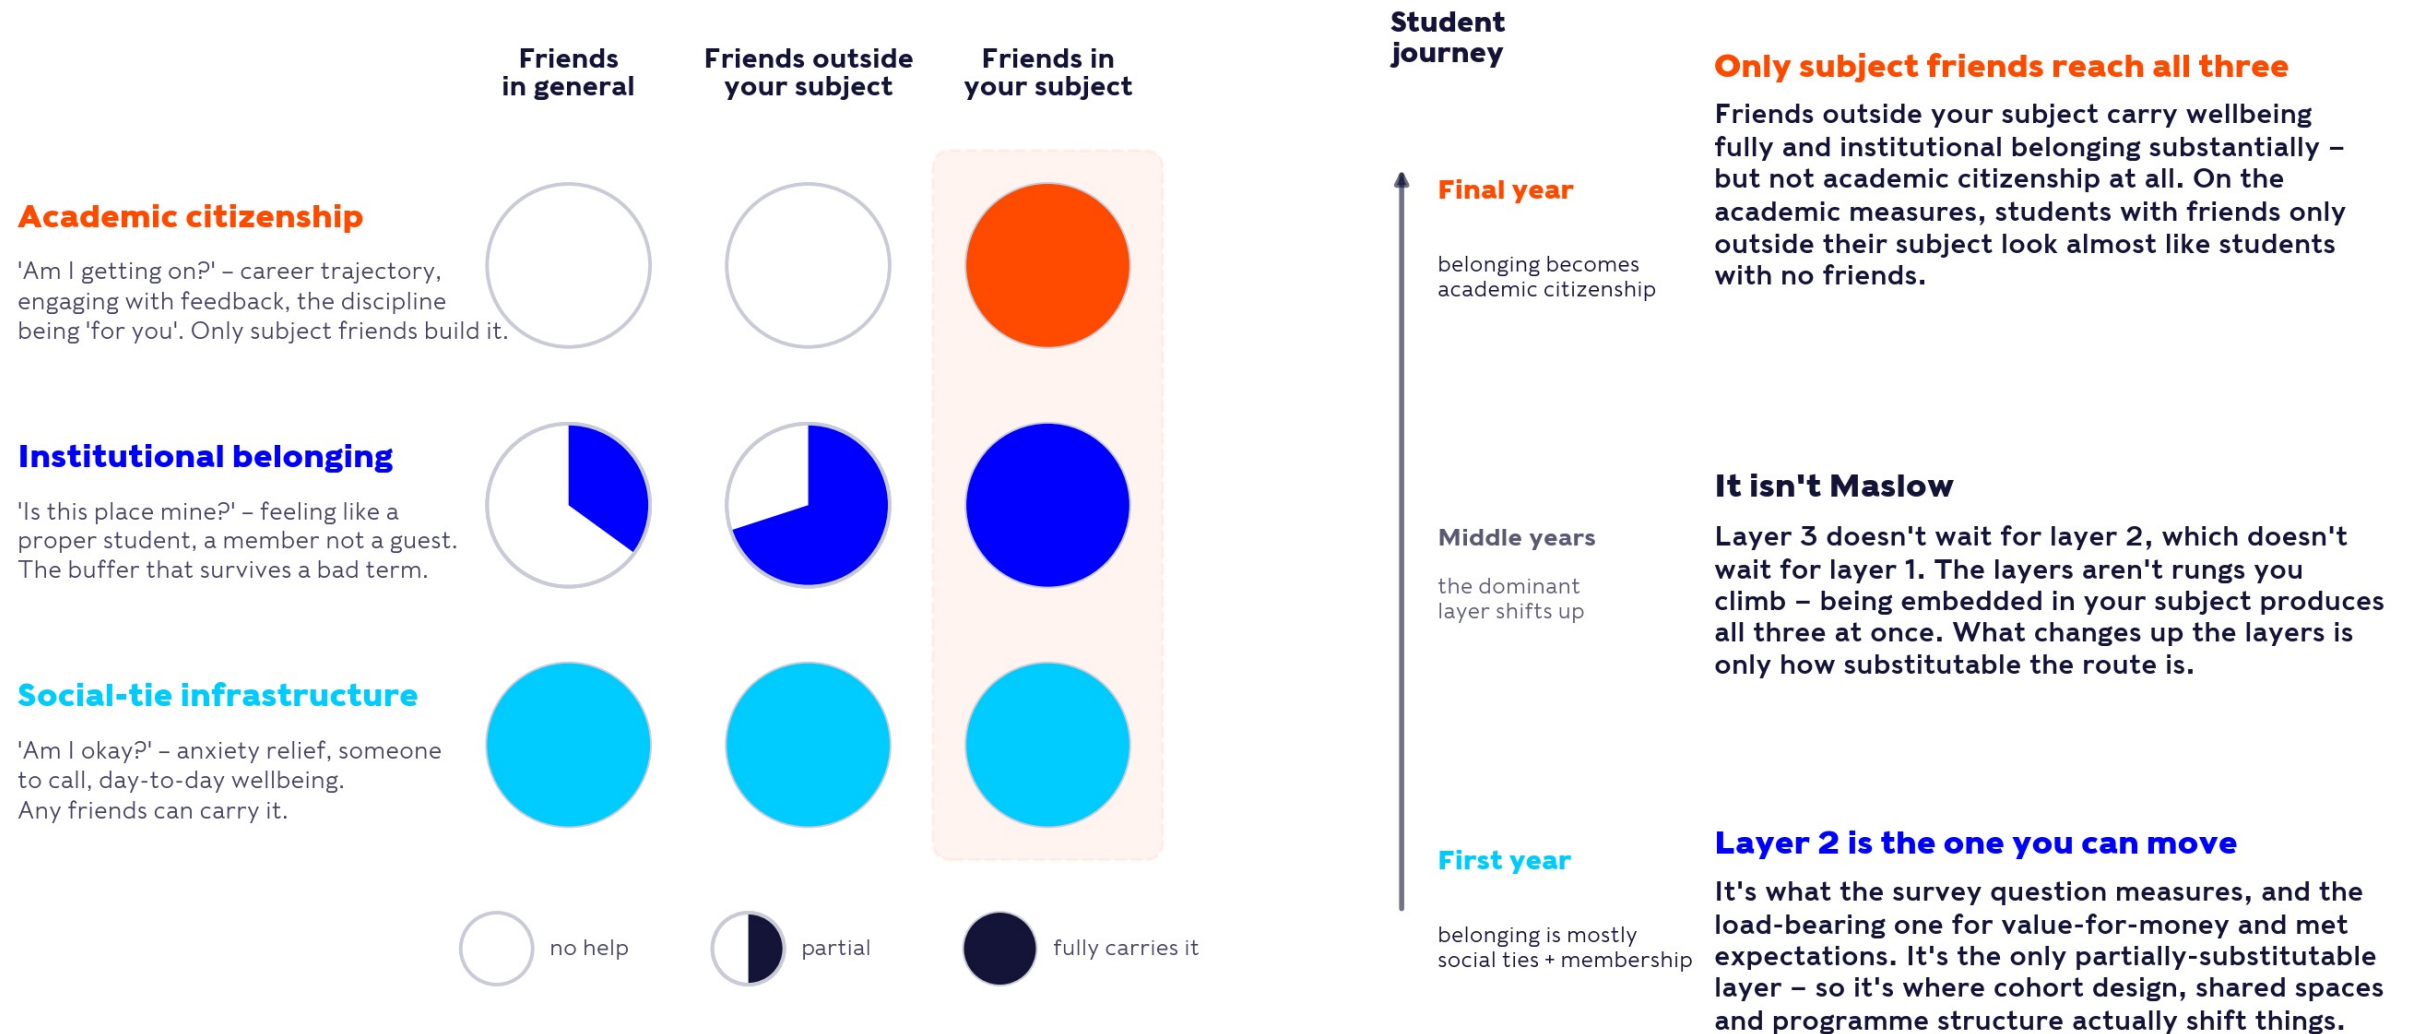 Friends
in general
Friends outside
your subject
Friends in
your subject
Academic citizenship
'Am I getting on?' – career trajectory,
engaging with feedback, the discipline
being 'for you'. Only subject friends build it.
Institutional belonging
'Is this place mine?' – feeling like a
proper student, a member not a guest.
The buffer that survives a bad term.
Social-tie infrastructure
'Am I okay?' – anxiety relief, someone
to call, day-to-day wellbeing.
Any friends can carry it.
no help
partial
fully carries it
Student
journey
Final year
belonging becomes
academic citizenship
Middle years
the dominant
layer shifts up
First year
belonging is mostly
social ties + membership
Only subject friends reach all three
Friends outside your subject carry wellbeing
fully and institutional belonging substantially –
but not academic citizenship at all. On the
academic measures, students with friends only
outside their subject look almost like students
with no friends.
It isn't Maslow
Layer 3 doesn't wait for layer 2, which doesn't
wait for layer 1. The layers aren't rungs you
climb – being embedded in your subject produces
all three at once. What changes up the layers is
only how substitutable the route is.
Layer 2 is the one you can move
It's what the survey question measures, and the
load-bearing one for value-for-money and met
expectations. It's the only partially-substitutable
layer – so it's where cohort design, shared spaces
and programme structure actually shift things.